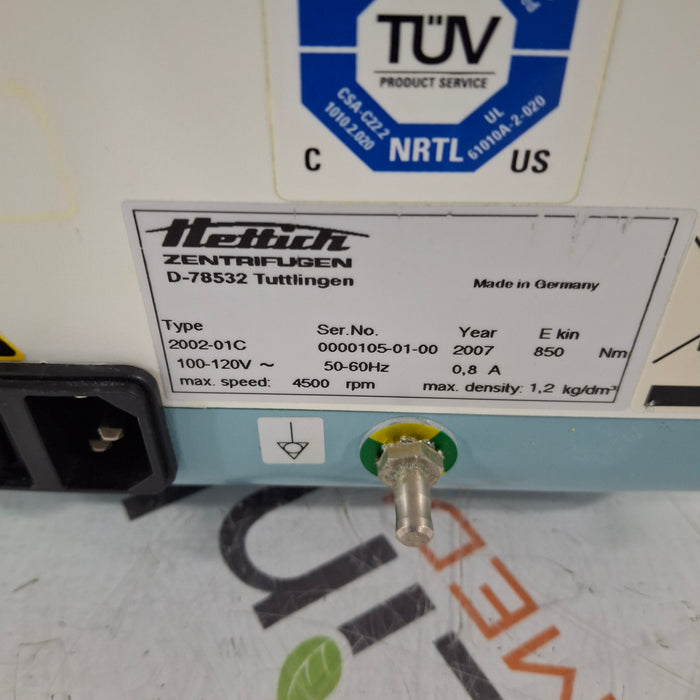 TÜV
PRODUCT SERVICE
CSA-C22.2
1010.2.020
NRTL
UL
61010A-2-020
C US
Hettich
ZENTRIFUGEN
D-78532 Tuttlingen
Made in Germany
Type Ser.No. Year E kin
2002-01C 0000105-01-00 2007 850 Nm
100-120V ~ 50-60Hz 0,8 A
max. speed: 4500 rpm max. density: 1,2 kg/dm³
MED